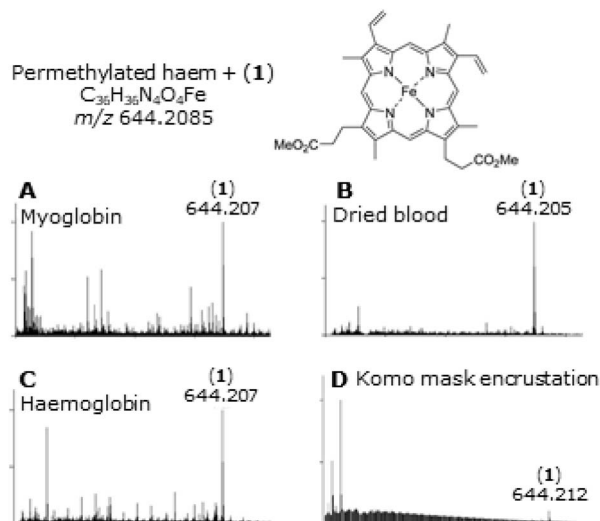 Permethylated haem + (1)
C36H36N4O4Fe
m/z 644.2085
N
N
Fe
N
N
MeO2C
CO2Me
A
Myoglobin
(1)
644.207
B
Dried blood
(1)
644.205
C
Haemoglobin
(1)
644.207
D Komo mask encrustation
(1)
644.212